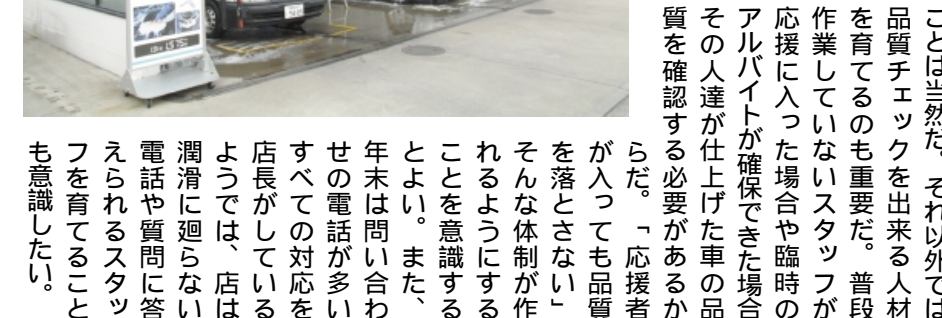 ことは当然だ。それ以外では
品質チェックを出来る人材
を育てるのも重要だ。普段
作業していないスタッフが
応援に入った場合や臨時の
アルバイトが確保できた場合
その人達が仕上げた車の品
質を確認する必要があるか
らだ。「応援者
が入っても品質
を落とさない」
そんな体制が作
れるようにする
ことを意識する
とよい。また、
年末は問い合わ
せの電話が多い
すべての対応を
店長がしている
ようでは、店は
潤滑に廻らない
電話や質問に答
えられるスタッ
フを育てること
も意識したい。